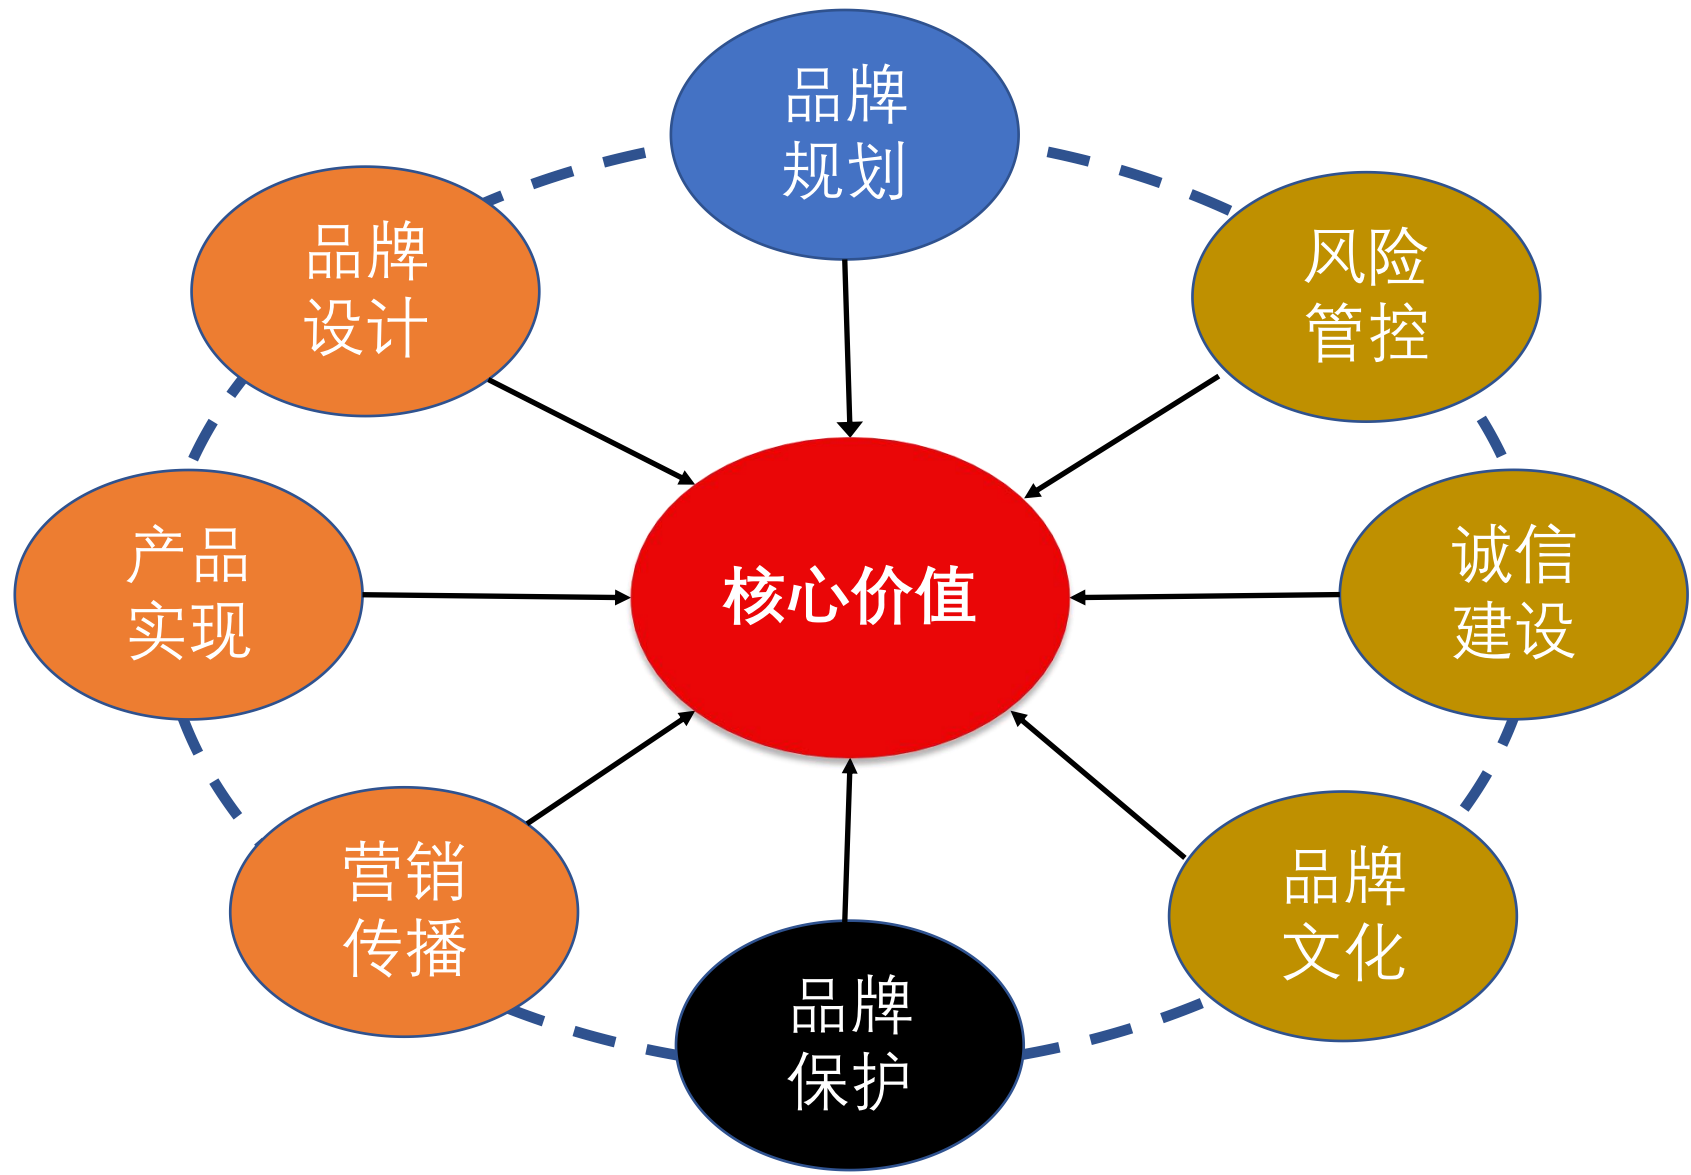 品牌
规划
品牌
设计
风险
管控
产品
实现
核心价值
诚信
建设
营销
传播
品牌
文化
品牌
保护